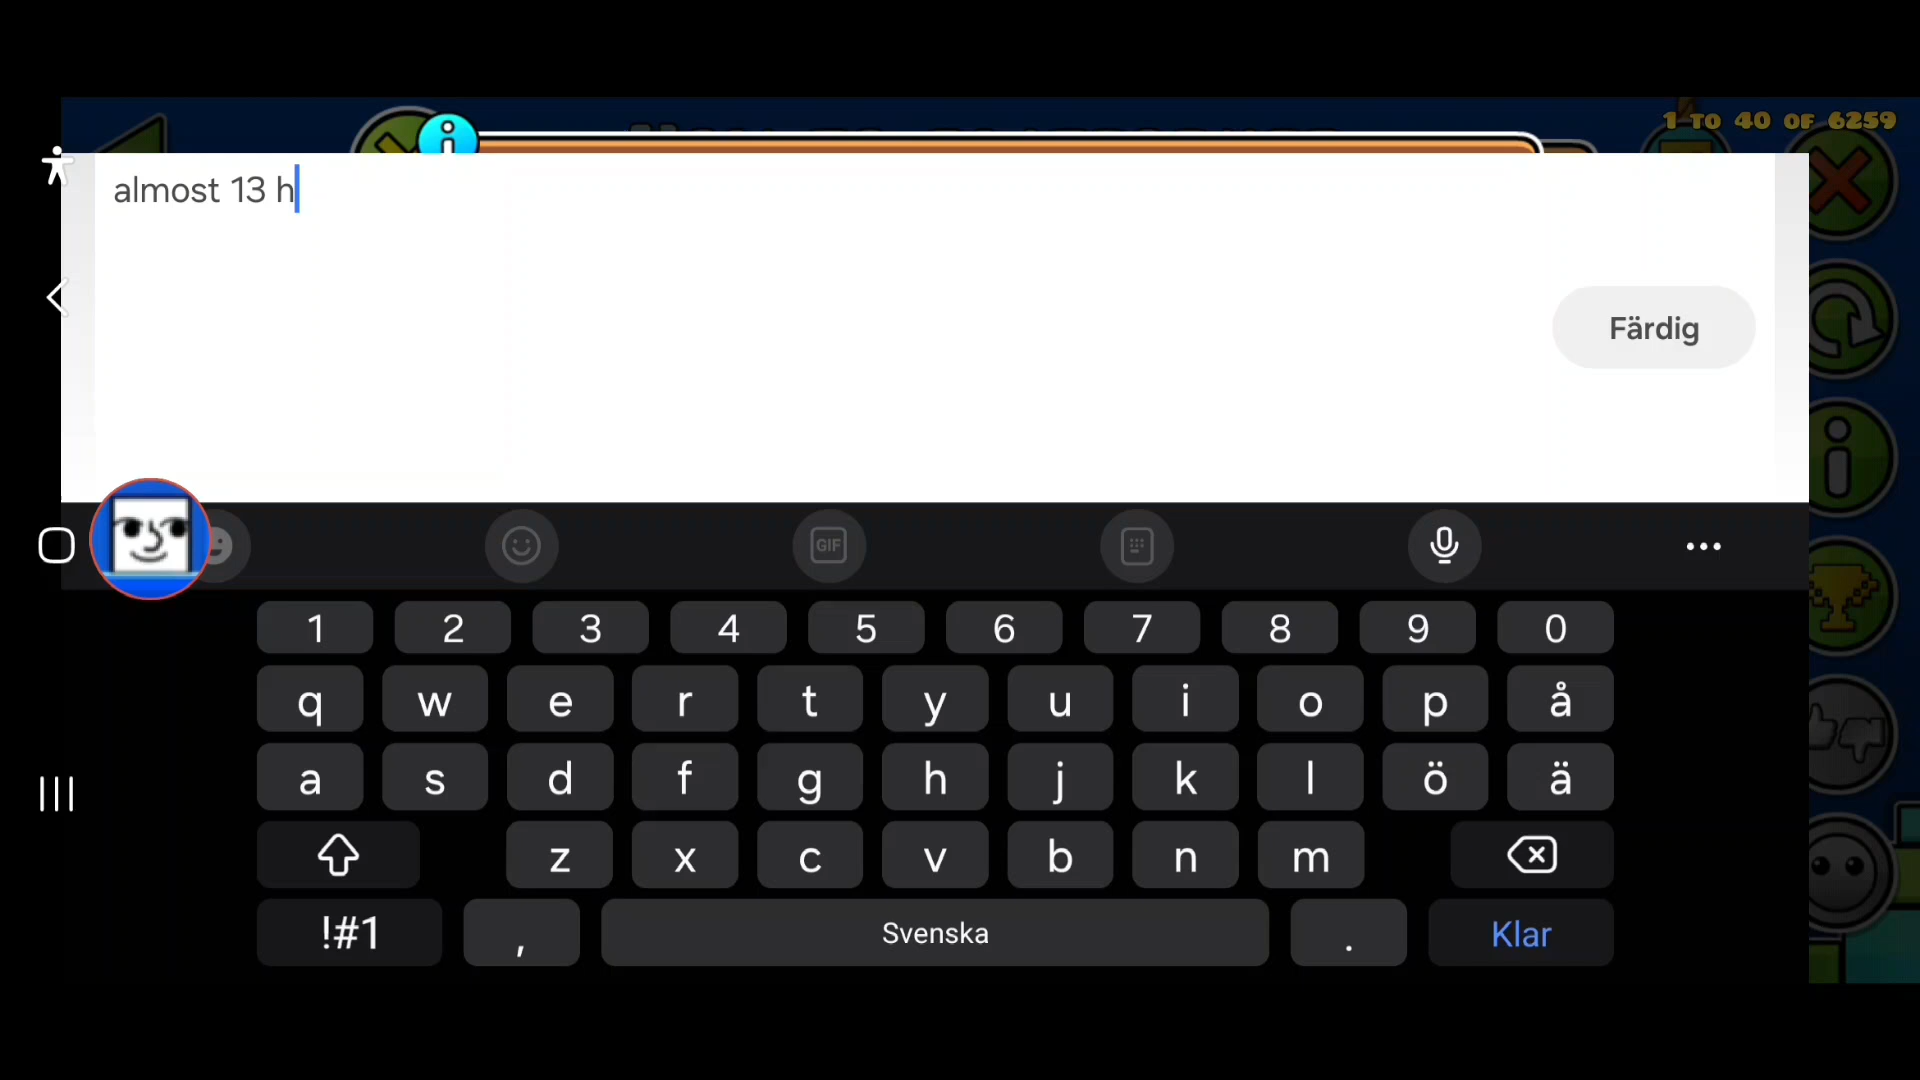 1 TO 40 OF 6259
almost 13 h
Färdig
GIF
1 2 3 4 5 6 7 8 9 0
q w e r t y u i o p å
a s d f g h j k l ö ä
z x c v b n m
!#1 , Svenska . Klar